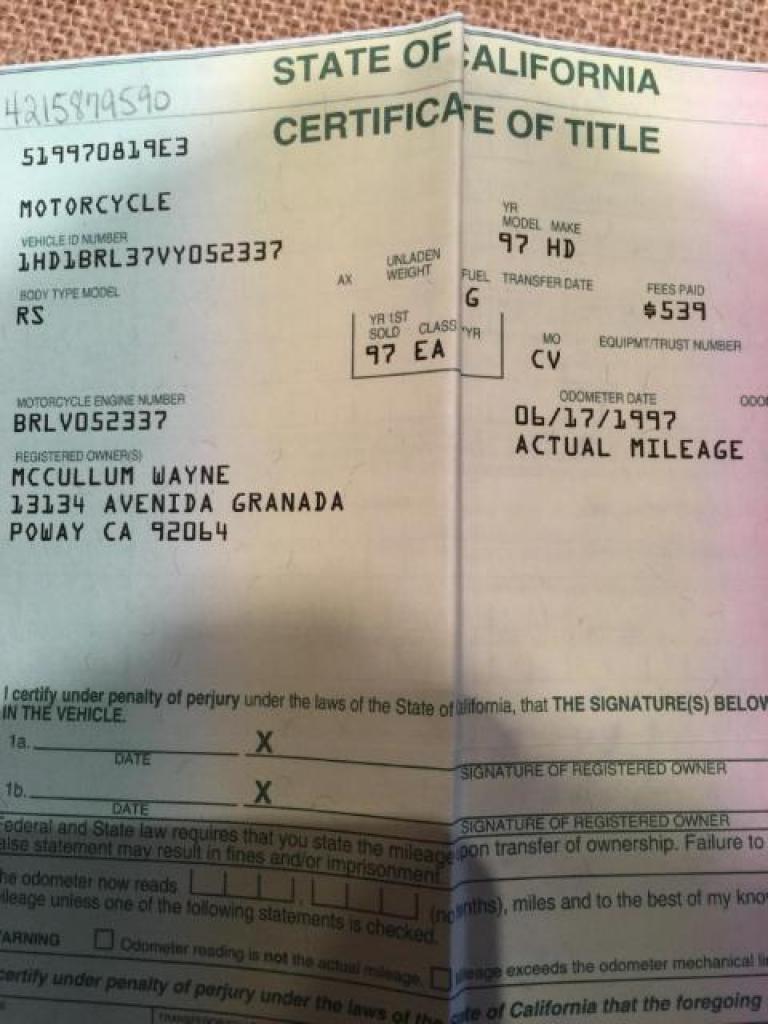 STATE OF CALIFORNIA
4215879590
CERTIFICATE OF TITLE
519970819E3
MOTORCYCLE
YR
MODEL MAKE
VEHICLE ID NUMBER
97 HD
1HD1BRL37VY052337
UNLADEN
WEIGHT
AX
FUEL TRANSFER DATE FEES PAID
BODY TYPE MODEL
G $539
RS
YR 1ST
SOLD CLASS YR MO EQUIPMT/TRUST NUMBER
97 EA CV
MOTORCYCLE ENGINE NUMBER ODOMETER DATE
BRLV052337 06/17/1997
REGISTERED OWNER(S) ACTUAL MILEAGE
MCCULLUM WAYNE
13134 AVENIDA GRANADA
POWAY CA 92064
I certify under penalty of perjury under the laws of the State of California, that THE SIGNATURE(S) BELOW
IN THE VEHICLE.
1a. X
DATE SIGNATURE OF REGISTERED OWNER
1b. X
DATE SIGNATURE OF REGISTERED OWNER
Federal and State law requires that you state the mileage upon transfer of ownership. Failure to
false statement may result in fines and/or imprisonment.
The odometer now reads (no tenths), miles and to the best of my know
mileage unless one of the following statements is checked.
WARNING Odometer reading is not the actual mileage. Mileage exceeds the odometer mechanical li
certify under penalty of perjury under the laws of the State of California that the foregoing